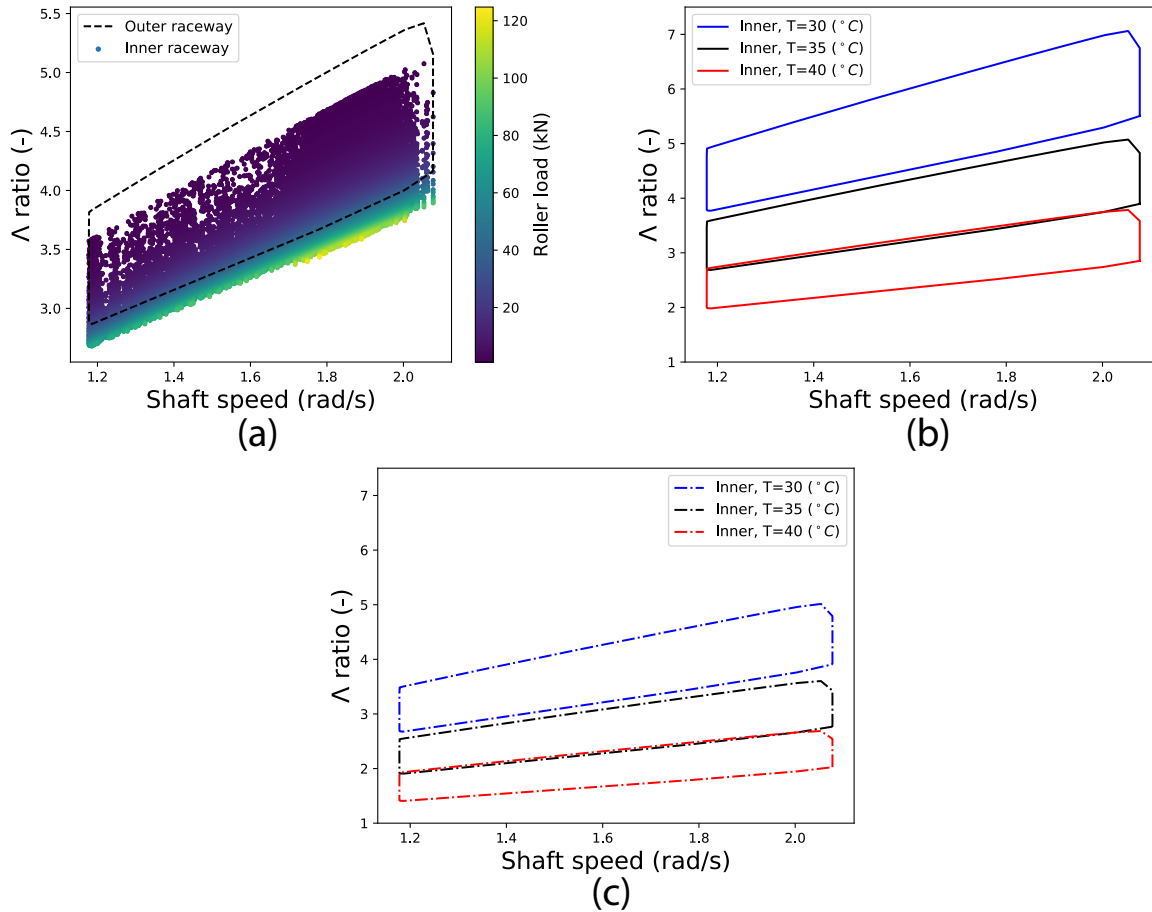 5.5
5.0
4.5
4.0
3.5
3.0
Λ ratio (-)
Outer raceway
Inner raceway
1.2 1.4 1.6 1.8 2.0
Shaft speed (rad/s)
120
100
80
60
40
20
Roller load (kN)
(a)
7
6
5
4
3
2
1
Λ ratio (-)
Inner, T=30 (°C)
Inner, T=35 (°C)
Inner, T=40 (°C)
1.2 1.4 1.6 1.8 2.0
Shaft speed (rad/s)
(b)
7
6
5
4
3
2
1
Λ ratio (-)
Inner, T=30 (°C)
Inner, T=35 (°C)
Inner, T=40 (°C)
1.2 1.4 1.6 1.8 2.0
Shaft speed (rad/s)
(c)